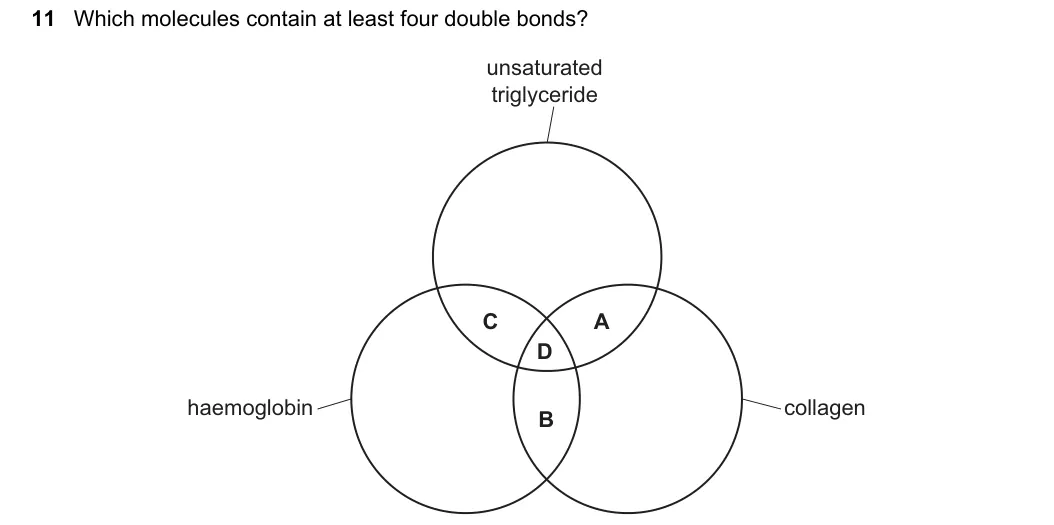 11 Which molecules contain at least four double bonds?
unsaturated
triglyceride
C
A
D
haemoglobin
collagen
B